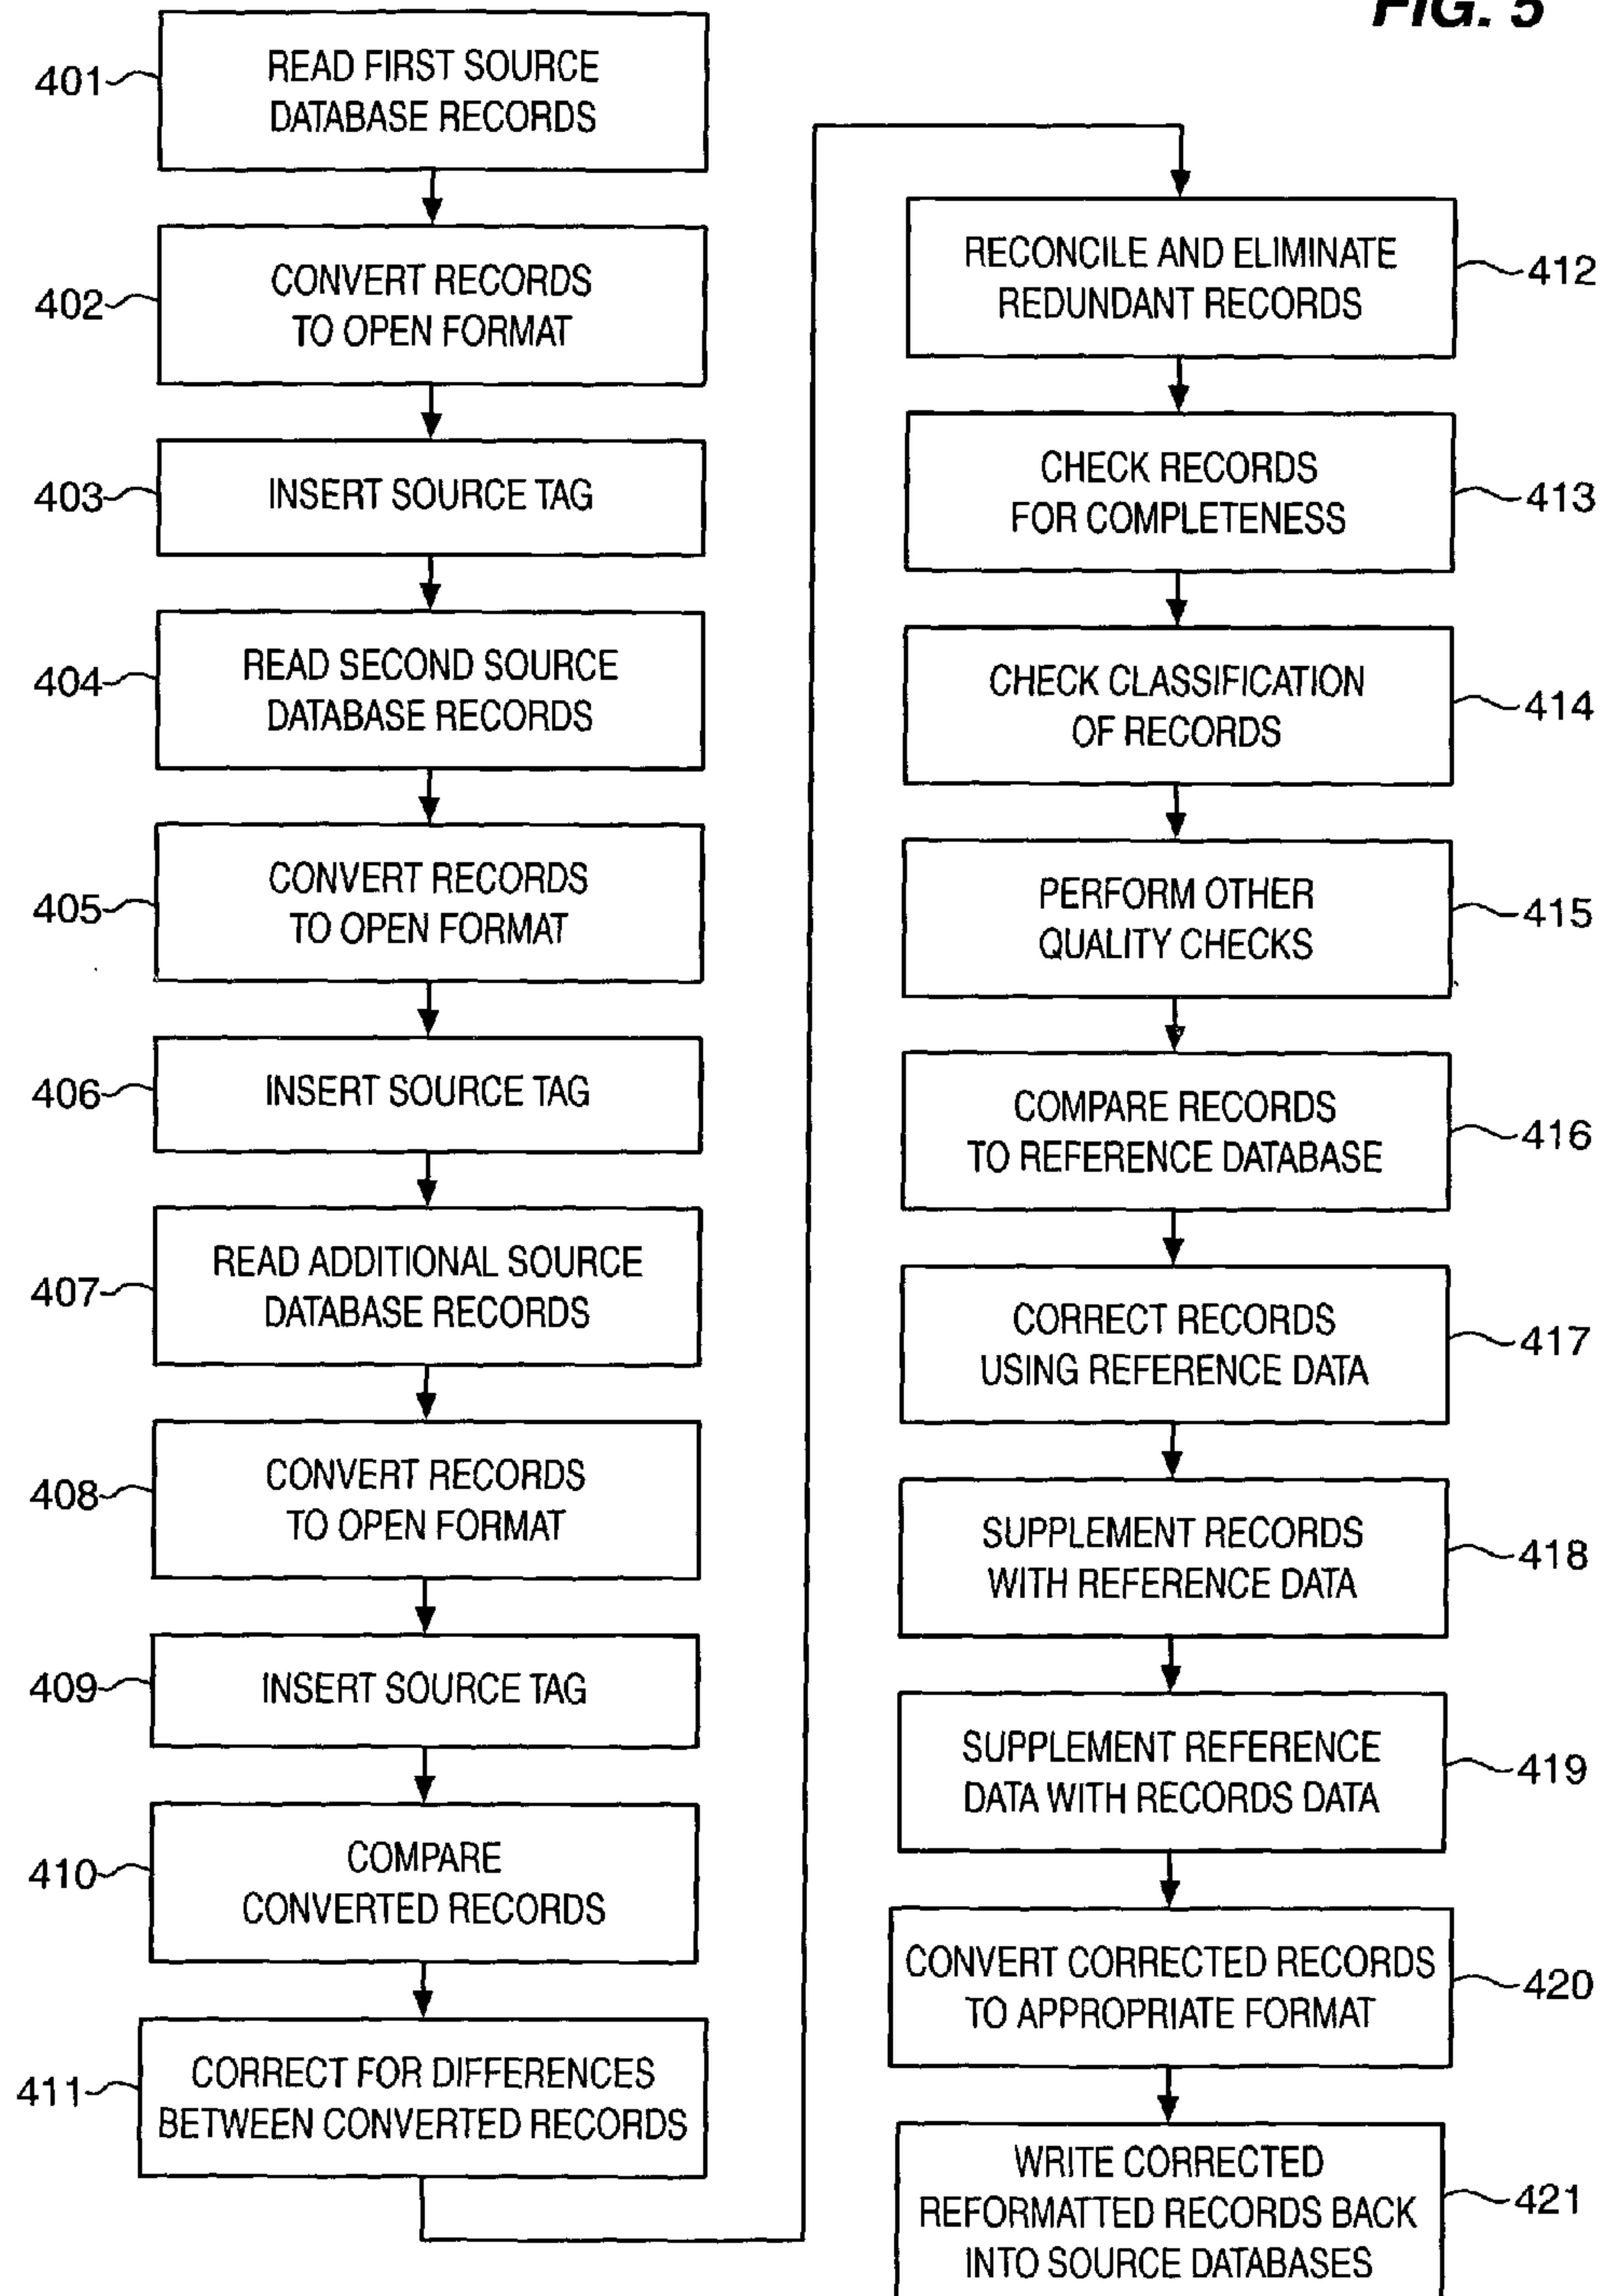 FIG. 5
401
READ FIRST SOURCE
DATABASE RECORDS
402
CONVERT RECORDS
TO OPEN FORMAT
403
INSERT SOURCE TAG
404
READ SECOND SOURCE
DATABASE RECORDS
405
CONVERT RECORDS
TO OPEN FORMAT
406
INSERT SOURCE TAG
407
READ ADDITIONAL SOURCE
DATABASE RECORDS
408
CONVERT RECORDS
TO OPEN FORMAT
409
INSERT SOURCE TAG
410
COMPARE
CONVERTED RECORDS
411
CORRECT FOR DIFFERENCES
BETWEEN CONVERTED RECORDS
RECONCILE AND ELIMINATE
REDUNDANT RECORDS
412
CHECK RECORDS
FOR COMPLETENESS
413
CHECK CLASSIFICATION
OF RECORDS
414
PERFORM OTHER
QUALITY CHECKS
415
COMPARE RECORDS
TO REFERENCE DATABASE
416
CORRECT RECORDS
USING REFERENCE DATA
417
SUPPLEMENT RECORDS
WITH REFERENCE DATA
418
SUPPLEMENT REFERENCE
DATA WITH RECORDS DATA
419
CONVERT CORRECTED RECORDS
TO APPROPRIATE FORMAT
420
WRITE CORRECTED
REFORMATTED RECORDS BACK
INTO SOURCE DATABASES
421